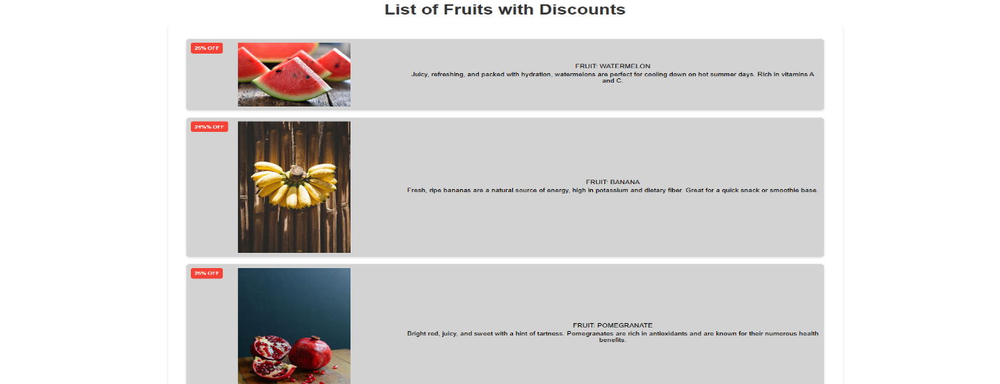 List of Fruits with Discounts
25% OFF
FRUIT: WATERMELON
Juicy, refreshing, and packed with hydration, watermelons are perfect for cooling down on hot summer days. Rich in vitamins A
and C.
24%% OFF
FRUIT: BANANA
Fresh, ripe bananas are a natural source of energy, high in potassium and dietary fiber. Great for a quick snack or smoothie base.
25% OFF
FRUIT: POMEGRANATE
Bright red, juicy, and sweet with a hint of tartness. Pomegranates are rich in antioxidants and are known for their numerous health
benefits.